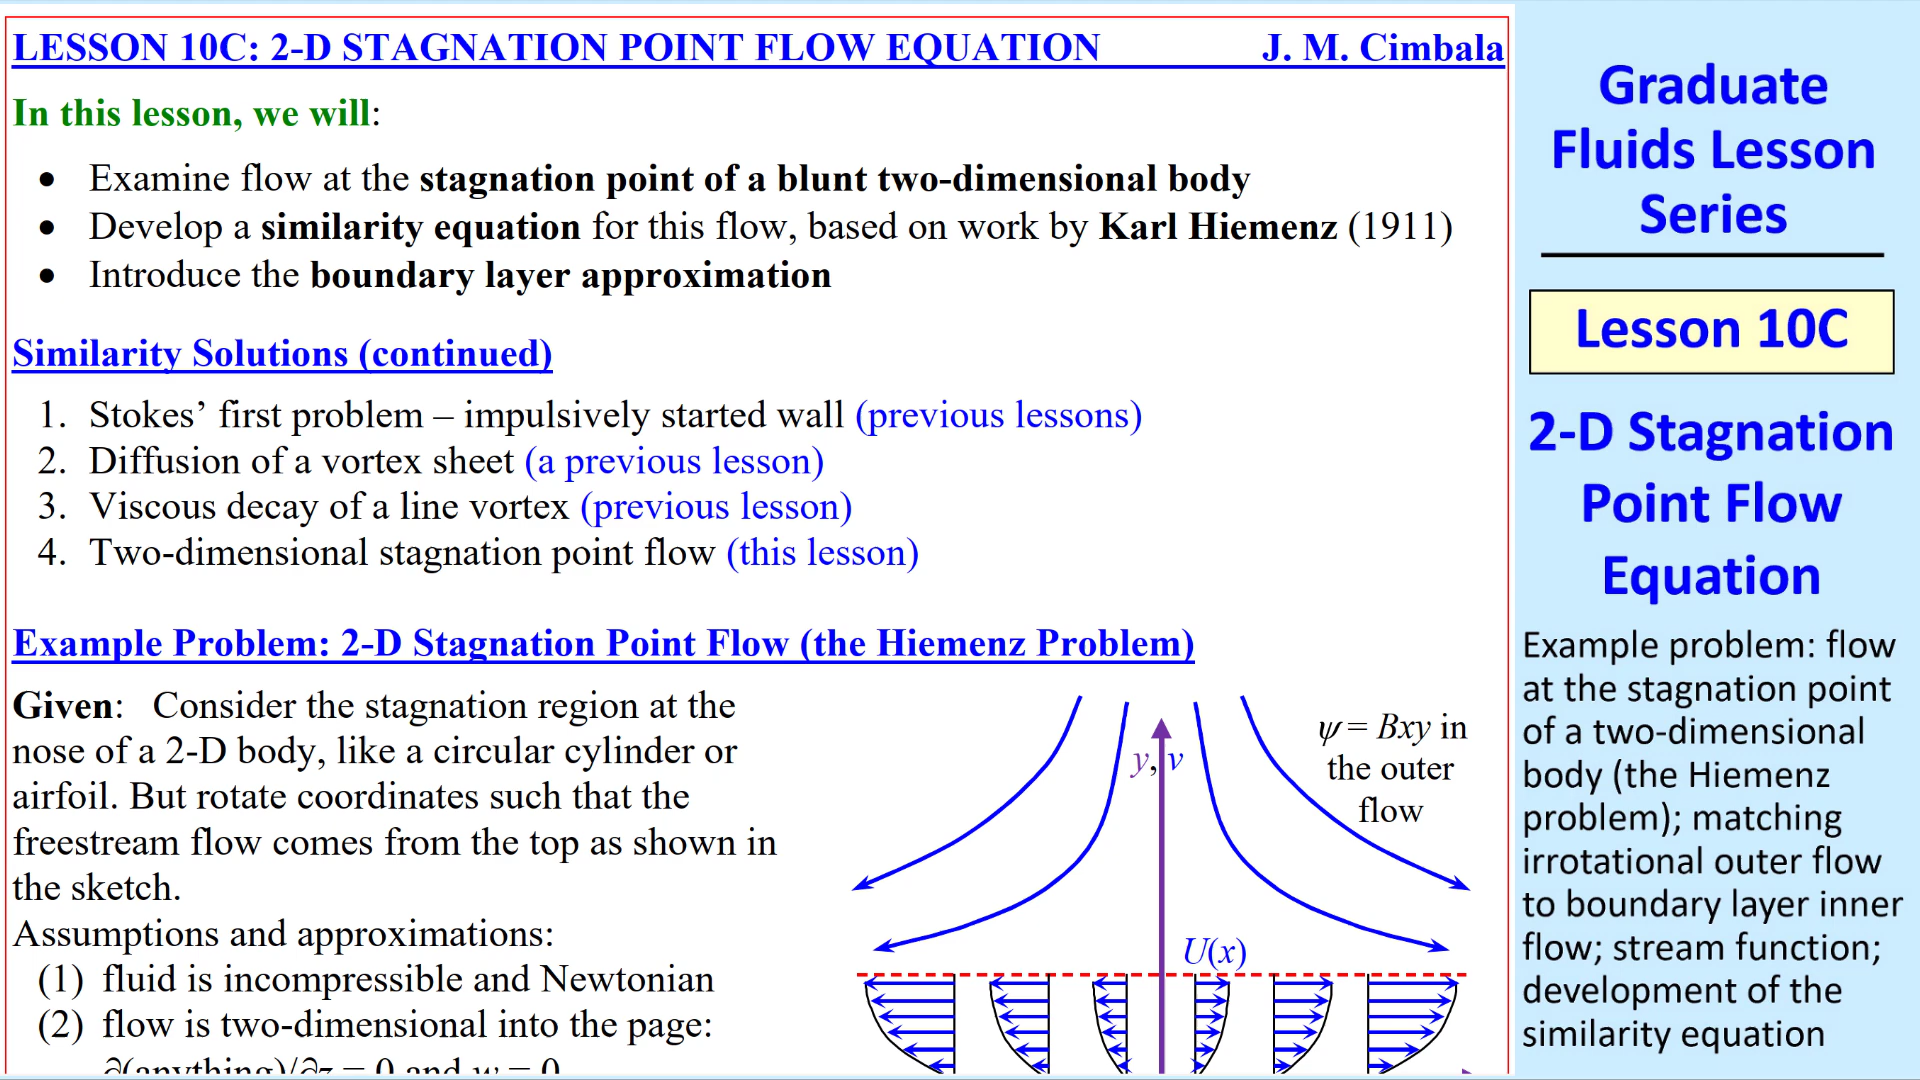 LESSON 10C: 2-D STAGNATION POINT FLOW EQUATION J. M. Cimbala
In this lesson, we will:
• Examine flow at the stagnation point of a blunt two-dimensional body
• Develop a similarity equation for this flow, based on work by Karl Hiemenz (1911)
• Introduce the boundary layer approximation
Similarity Solutions (continued)
1. Stokes’ first problem – impulsively started wall (previous lessons)
2. Diffusion of a vortex sheet (a previous lesson)
3. Viscous decay of a line vortex (previous lesson)
4. Two-dimensional stagnation point flow (this lesson)
Example Problem: 2-D Stagnation Point Flow (the Hiemenz Problem)
Given: Consider the stagnation region at the
nose of a 2-D body, like a circular cylinder or
airfoil. But rotate coordinates such that the
freestream flow comes from the top as shown in
the sketch.
Assumptions and approximations:
(1) fluid is incompressible and Newtonian
(2) flow is two-dimensional into the page:
∂(anything)/∂z = 0 and w = 0
y, v
ψ = Bxy in
the outer
flow
U(x)
Graduate
Fluids Lesson
Series
Lesson 10C
2-D Stagnation
Point Flow
Equation
Example problem: flow
at the stagnation point
of a two-dimensional
body (the Hiemenz
problem); matching
irrotational outer flow
to boundary layer inner
flow; stream function;
development of the
similarity equation